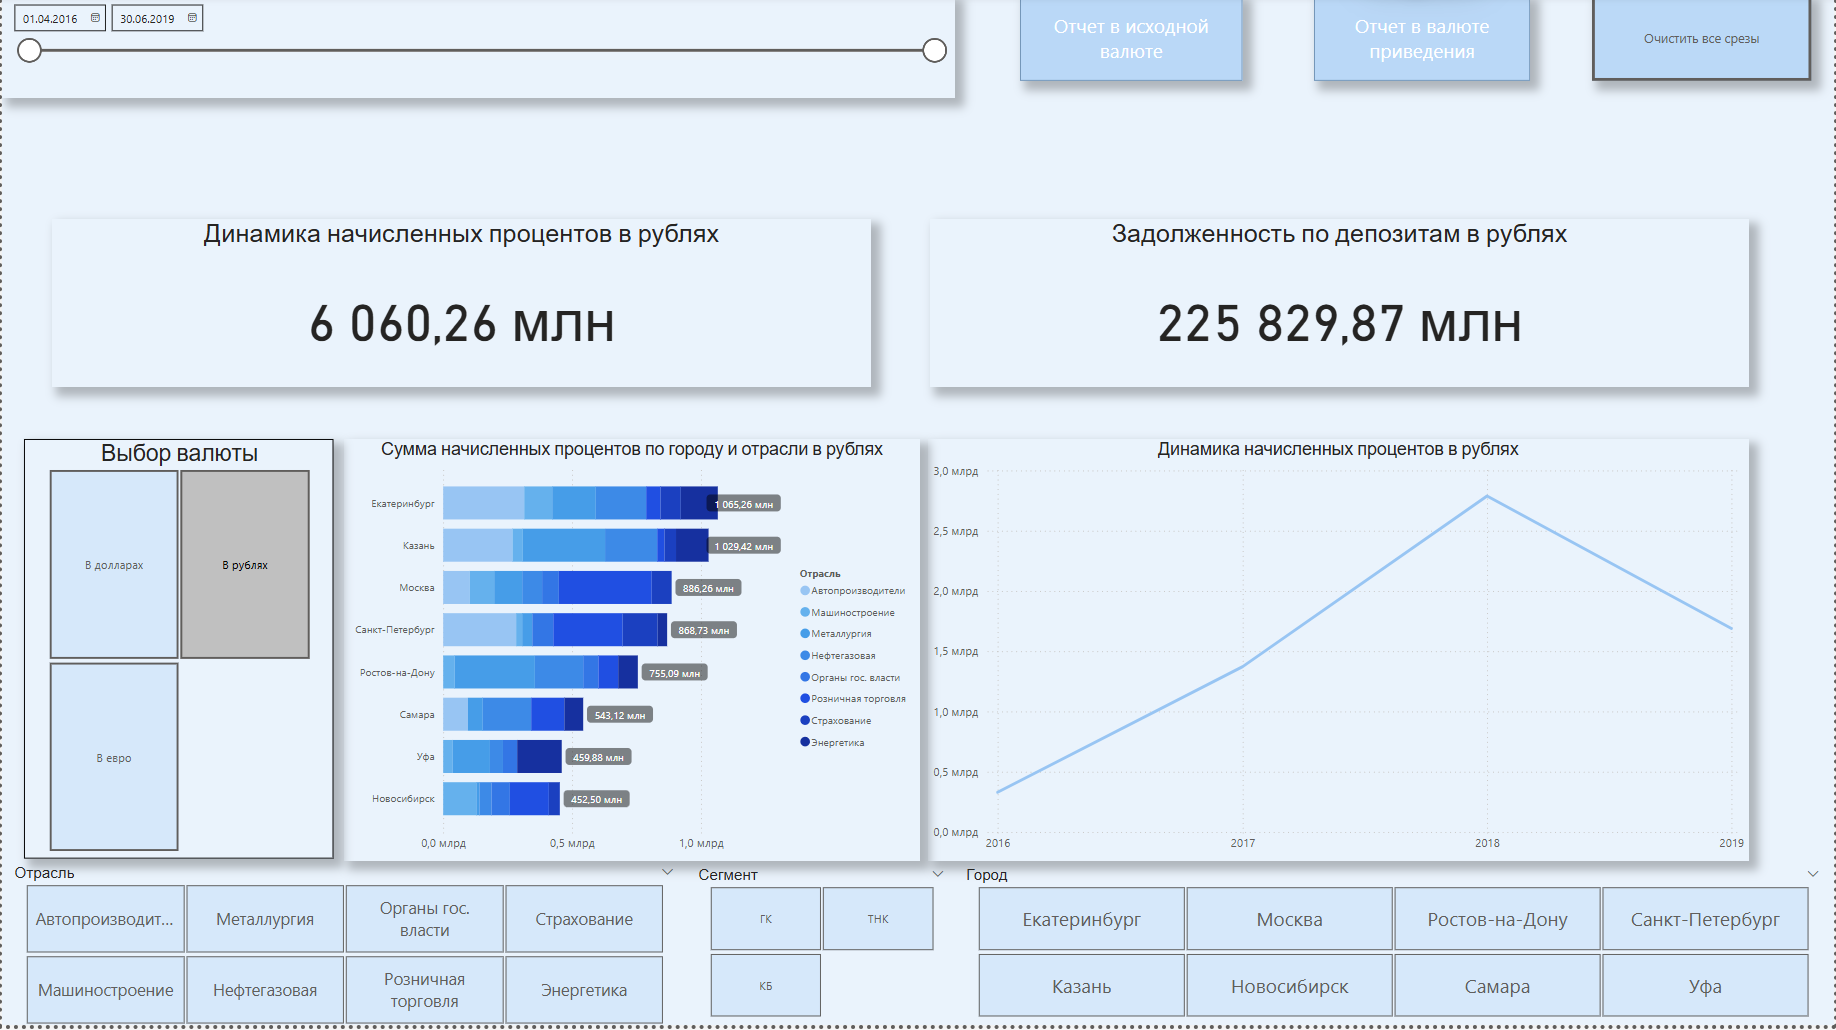 01.04.2016
30.06.2019
Отчет в исходной
валюте
Отчет в валюте
приведения
Очистить все срезы
Динамика начисленных процентов в рублях
6 060,26 млн
Задолженность по депозитам в рублях
225 829,87 млн
Выбор валюты
В долларах
В рублях
В евро
Сумма начисленных процентов по городу и отрасли в рублях
Екатеринбург
1 065,26 млн
Казань
1 029,42 млн
Москва
886,26 млн
Санкт-Петербург
868,73 млн
Ростов-на-Дону
755,09 млн
Самара
543,12 млн
Уфа
459,88 млн
Новосибирск
452,50 млн
0,0 млрд
0,5 млрд
1,0 млрд
Отрасль
Автопроизводители
Машиностроение
Металлургия
Нефтегазовая
Органы гос. власти
Розничная торговля
Страхование
Энергетика
Динамика начисленных процентов в рублях
3,0 млрд
2,5 млрд
2,0 млрд
1,5 млрд
1,0 млрд
0,5 млрд
0,0 млрд
2016
2017
2018
2019
Отрасль
Автопроизводит...
Металлургия
Органы гос.
власти
Страхование
Машиностроение
Нефтегазовая
Розничная
торговля
Энергетика
Сегмент
ГК
ТНК
КБ
Город
Екатеринбург
Москва
Ростов-на-Дону
Санкт-Петербург
Казань
Новосибирск
Самара
Уфа